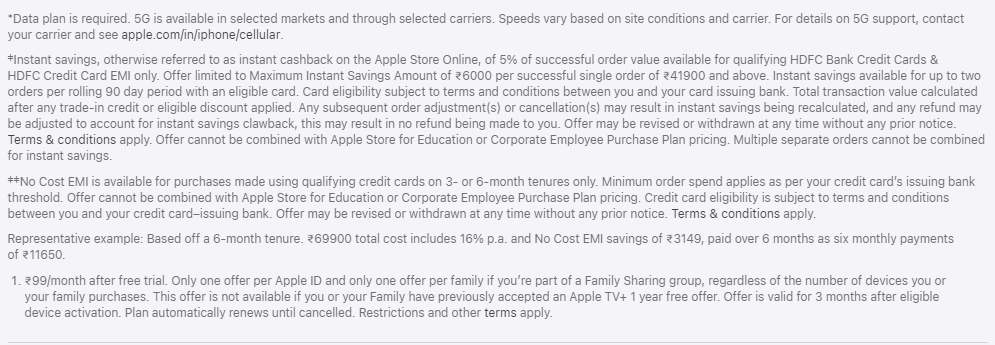 *Data plan is required. 5G is available in selected markets and through selected carriers. Speeds vary based on site conditions and carrier. For details on 5G support, contact
your carrier and see apple.com/in/iphone/cellular.
‡Instant savings, otherwise referred to as instant cashback on the Apple Store Online, of 5% of successful order value available for qualifying HDFC Bank Credit Cards &
HDFC Credit Card EMI only. Offer limited to Maximum Instant Savings Amount of ₹6000 per successful single order of ₹41900 and above. Instant savings available for up to two
orders per rolling 90 day period with an eligible card. Card eligibility subject to terms and conditions between you and your card issuing bank. Total transaction value calculated
after any trade-in credit or eligible discount applied. Any subsequent order adjustment(s) or cancellation(s) may result in instant savings being recalculated, and any refund may
be adjusted to account for instant savings clawback, this may result in no refund being made to you. Offer may be revised or withdrawn at any time without any prior notice.
Terms & conditions apply. Offer cannot be combined with Apple Store for Education or Corporate Employee Purchase Plan pricing. Multiple separate orders cannot be combined
for instant savings.
‡‡No Cost EMI is available for purchases made using qualifying credit cards on 3- or 6-month tenures only. Minimum order spend applies as per your credit card's issuing bank
threshold. Offer cannot be combined with Apple Store for Education or Corporate Employee Purchase Plan pricing. Credit card eligibility is subject to terms and conditions
between you and your credit card–issuing bank. Offer may be revised or withdrawn at any time without any prior notice. Terms & conditions apply.
Representative example: Based off a 6-month tenure. ₹69900 total cost includes 16% p.a. and No Cost EMI savings of ₹3149, paid over 6 months as six monthly payments
of ₹11650.
1. ₹99/month after free trial. Only one offer per Apple ID and only one offer per family if you're part of a Family Sharing group, regardless of the number of devices you or
your family purchases. This offer is not available if you or your Family have previously accepted an Apple TV+ 1 year free offer. Offer is valid for 3 months after eligible
device activation. Plan automatically renews until cancelled. Restrictions and other terms apply.